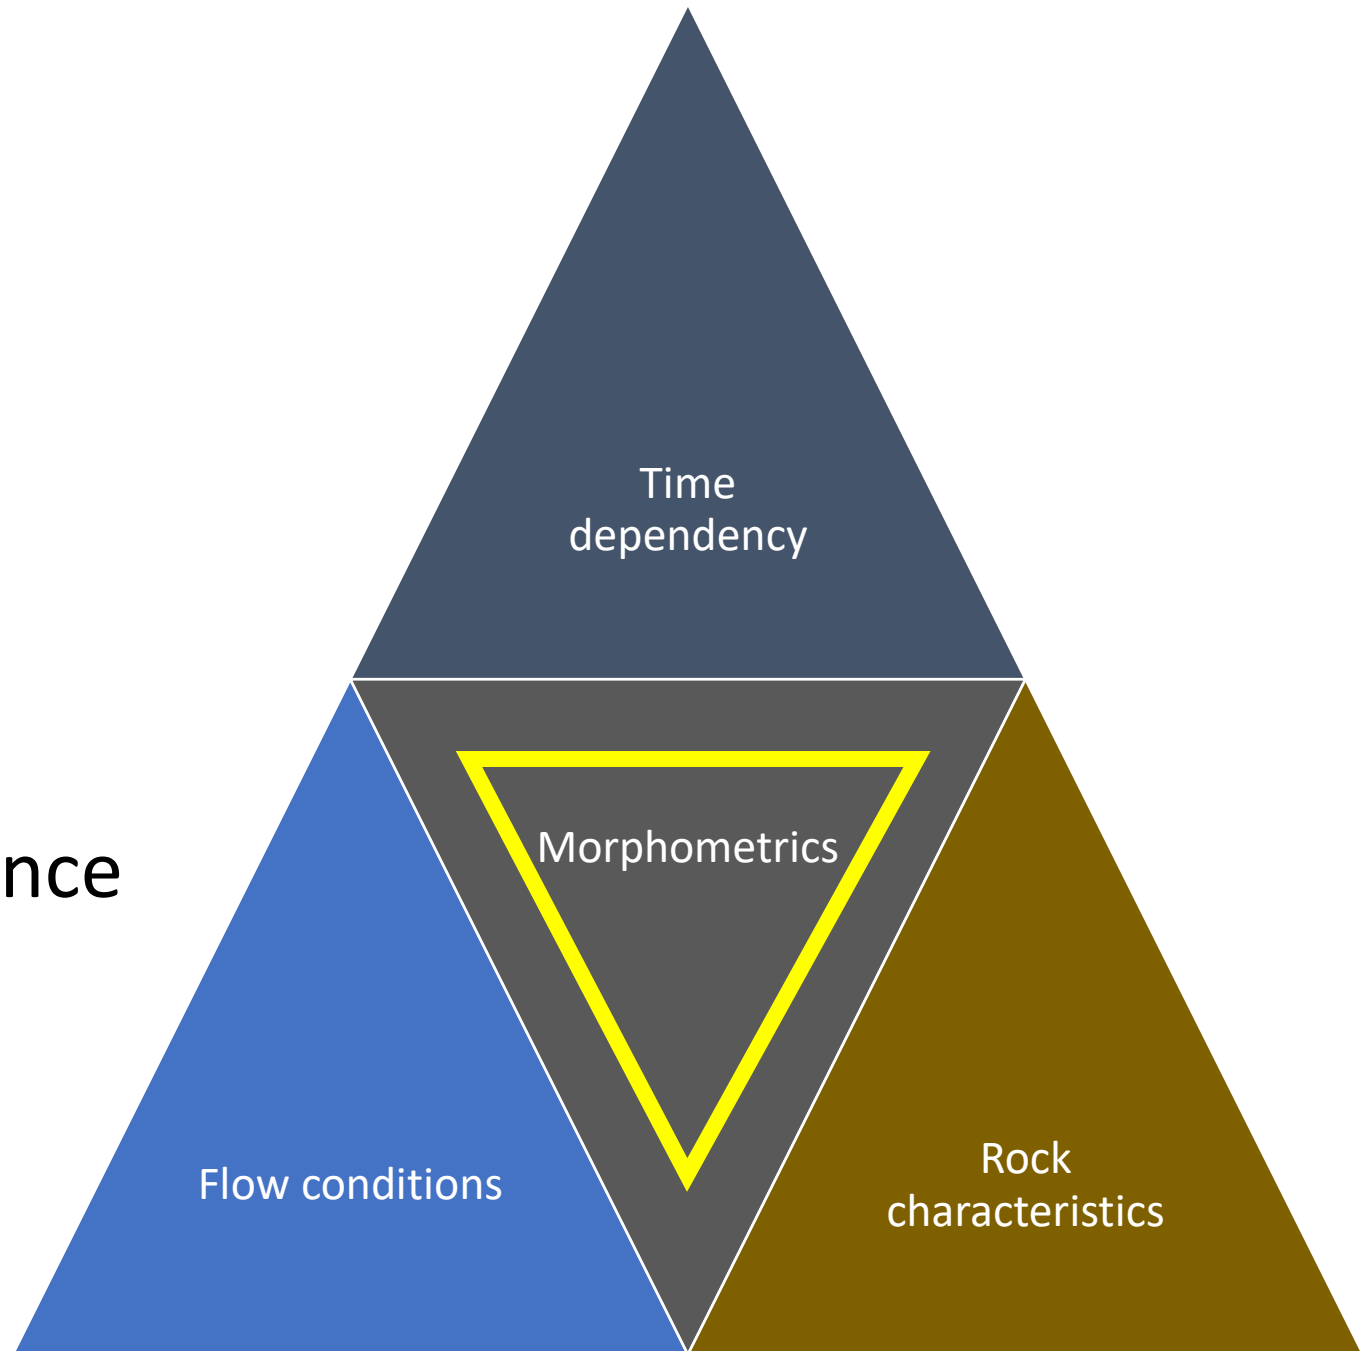 Time
dependency
Morphometrics
nce
Flow conditions
Rock
characteristics